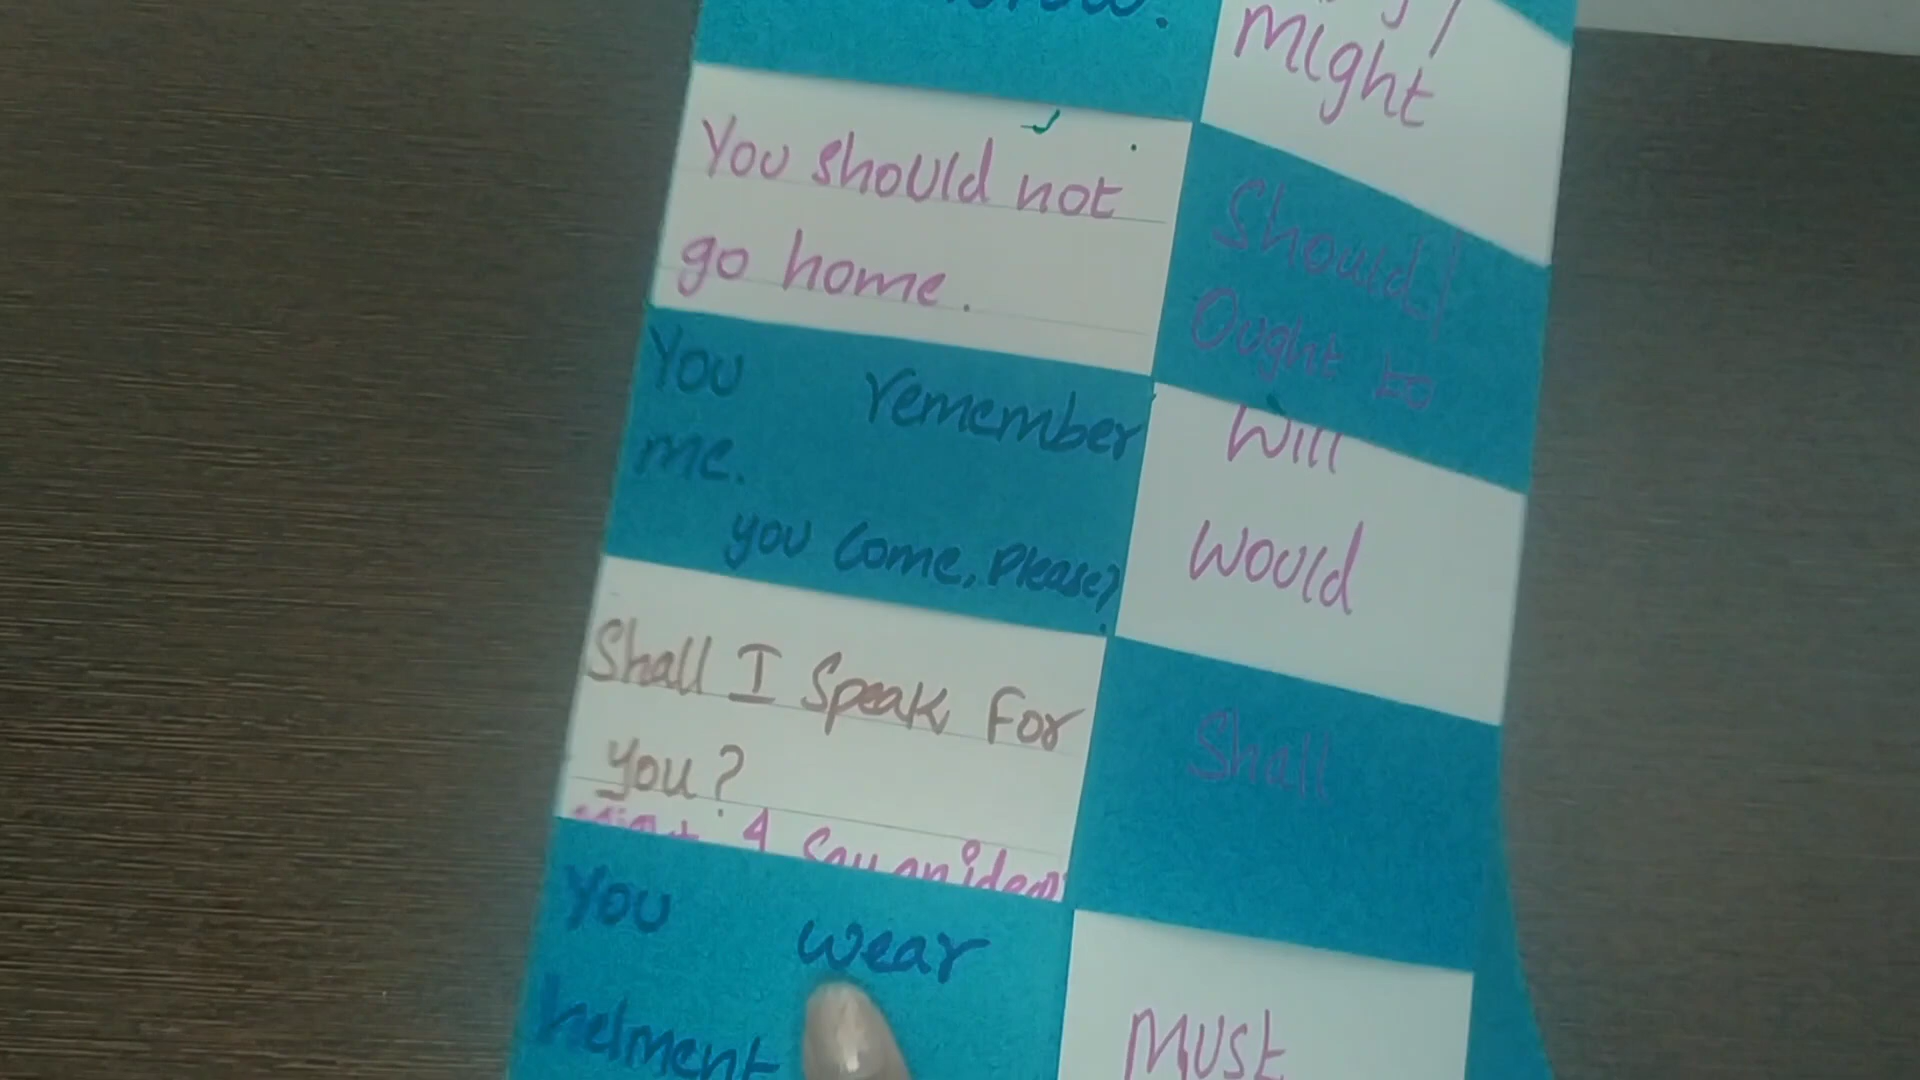 might
You should not
go home.
Should/
Ought to
You remember
me.
you come, please?
Will
would
Shall I speak for
you?
Shall
You wear
helment
Must